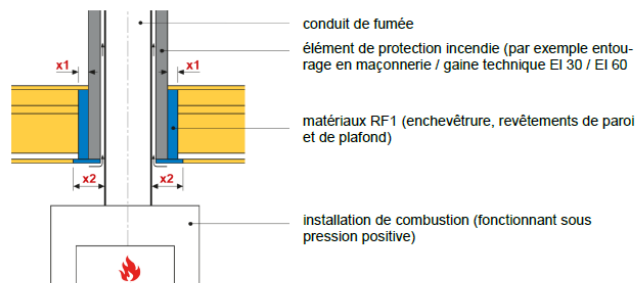 conduit de fumée
élément de protection incendie (par exemple entou-
rage en maçonnerie / gaine technique EI 30 / EI 60
x1
x1
matériaux RF1 (enchevêtrure, revêtements de paroi
et de plafond)
x2
x2
installation de combustion (fonctionnant sous
pression positive)